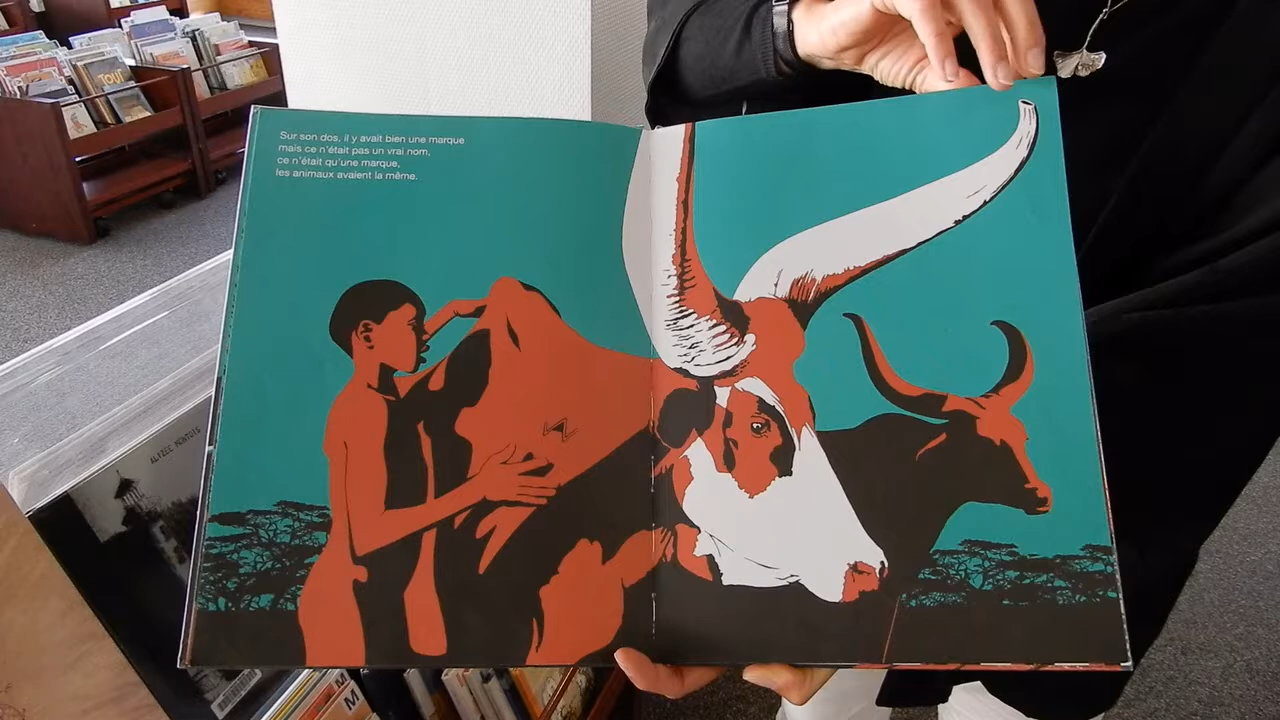 Sur son dos, il y avait bien une marque
mais ce n'était pas un vrai nom,
ce n'était qu'une marque,
les animaux avaient la même.
TOUT
M
M